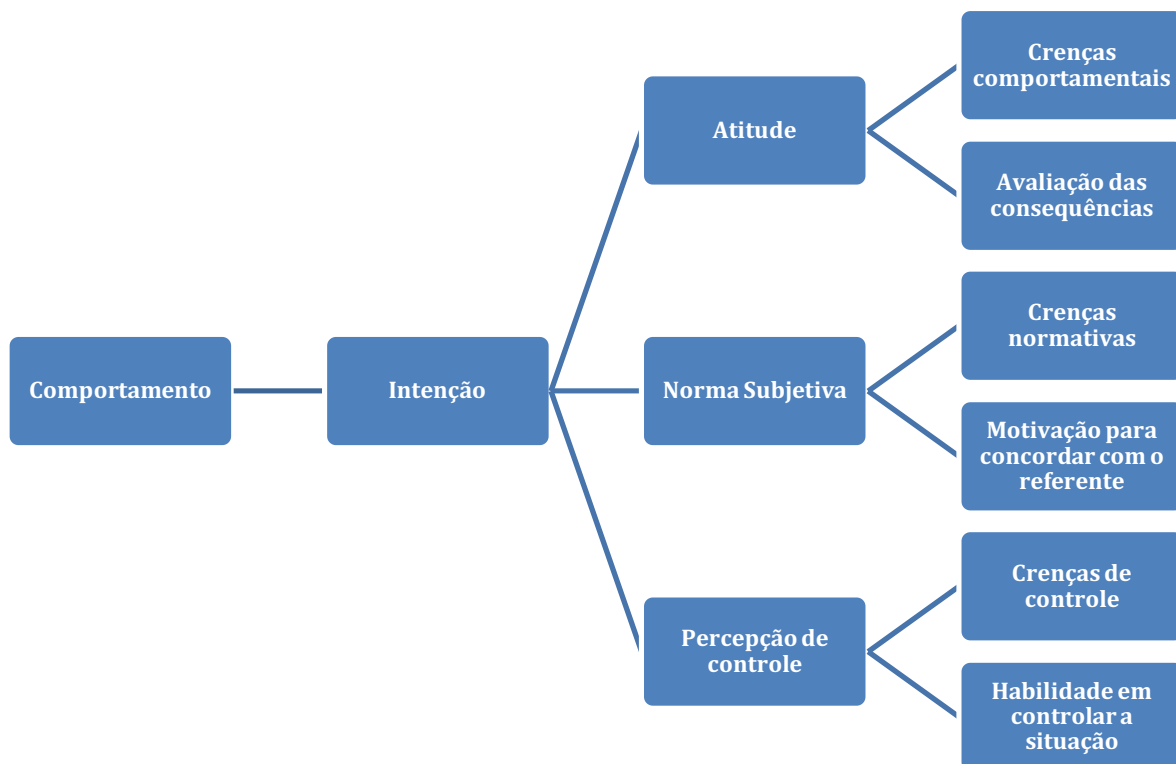 Crenças
comportamentais
Atitude
Avaliação das
consequências
Crenças
normativas
Comportamento
Intenção
Norma Subjetiva
Motivação para
concordar com o
referente
Crenças de
controle
Percepção de
controle
Habilidade em
controlar a
situação